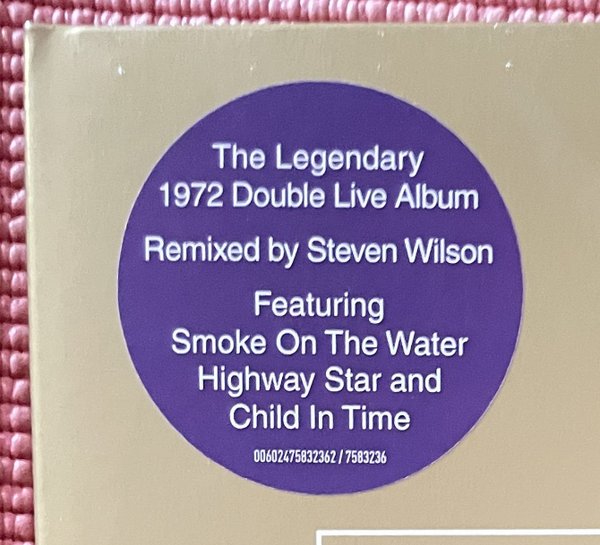 The Legendary
1972 Double Live Album
Remixed by Steven Wilson
Featuring
Smoke On The Water
Highway Star and
Child In Time
00602475832362 / 7583236